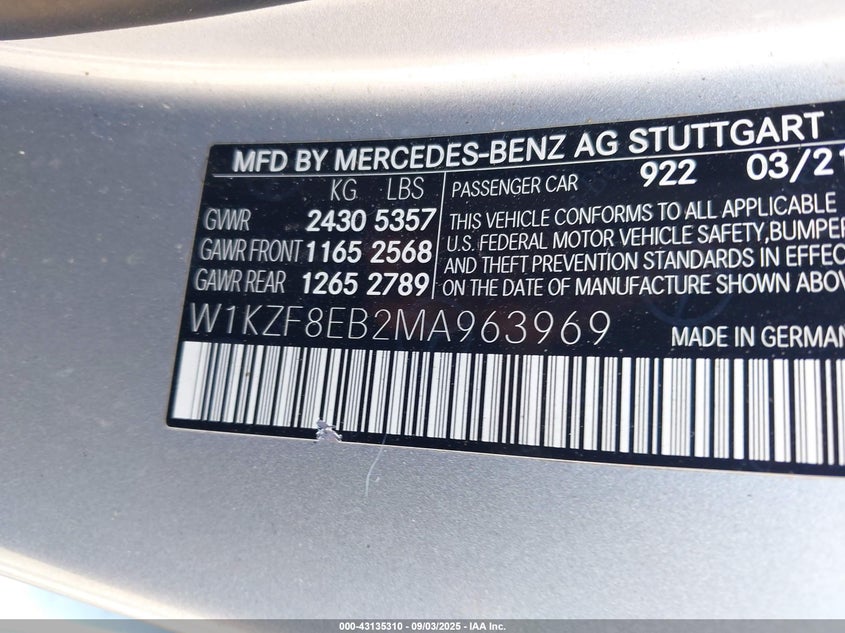 MFD BY MERCEDES-BENZ AG STUTTGART
KG LBS
GVWR 2430 5357
GAWR FRONT 1165 2568
GAWR REAR 1265 2789
PASSENGER CAR 922 03/21
THIS VEHICLE CONFORMS TO ALL APPLICABLE
U.S. FEDERAL MOTOR VEHICLE SAFETY, BUMPER
AND THEFT PREVENTION STANDARDS IN EFFEC
ON THE DATE OF MANUFACTURE SHOWN ABOV
W1KZF8EB2MA963969
MADE IN GERMAN
000-43135310 - 09/03/2025 - IAA Inc.